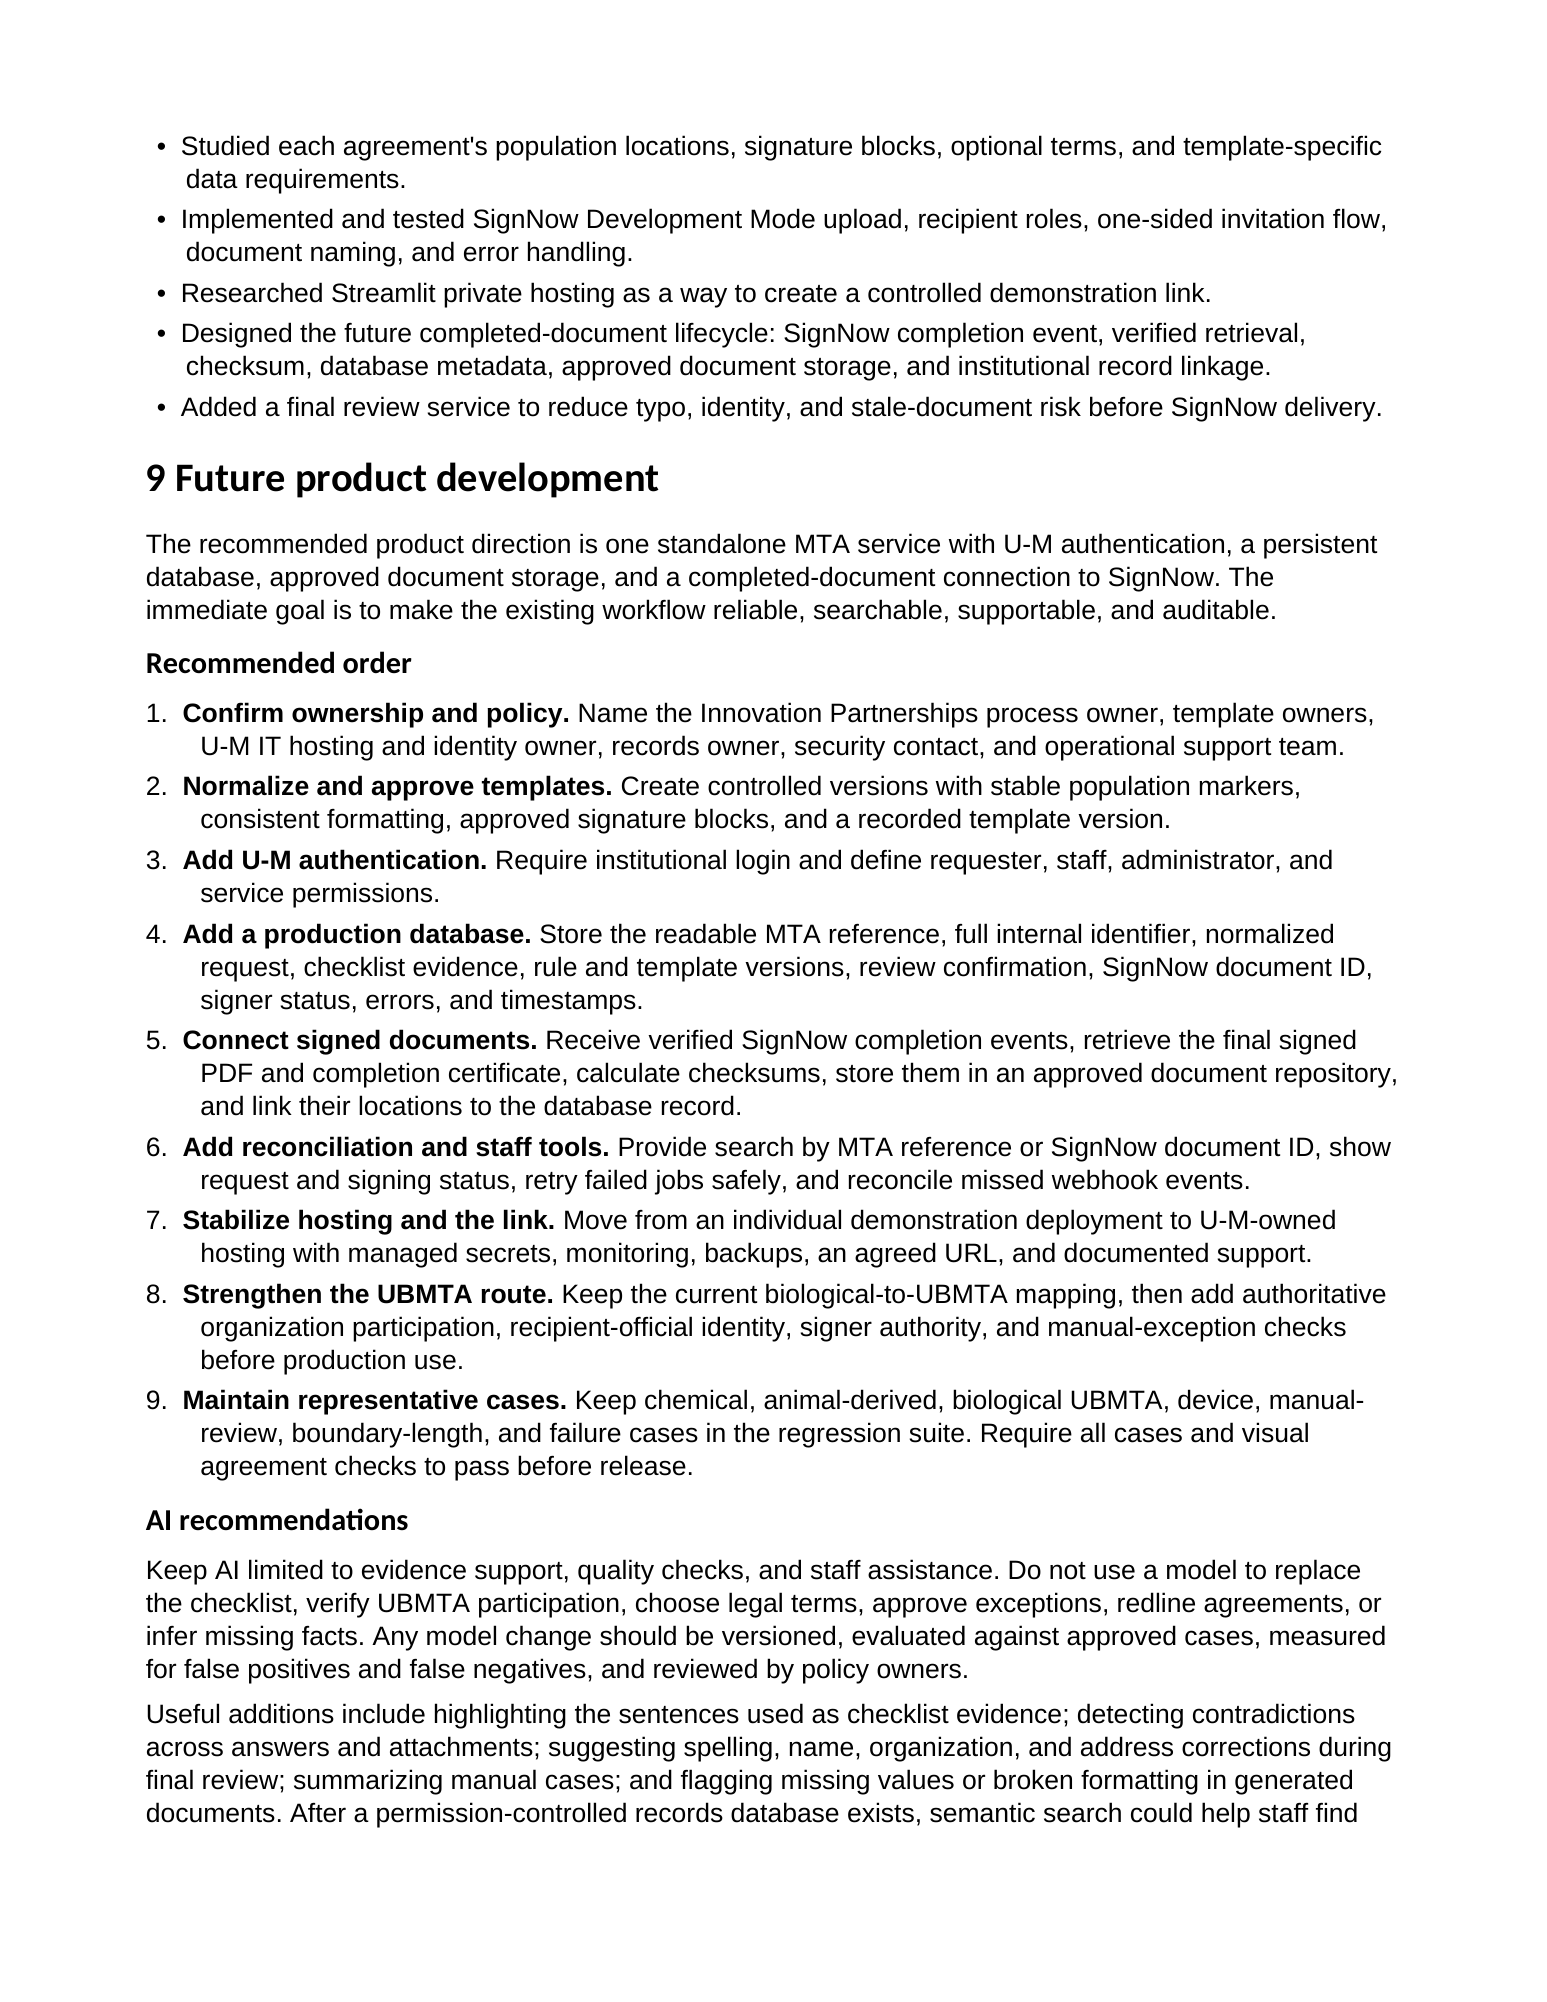 • Studied each agreement's population locations, signature blocks, optional terms, and template-specific
data requirements.
• Implemented and tested SignNow Development Mode upload, recipient roles, one-sided invitation flow,
document naming, and error handling.
• Researched Streamlit private hosting as a way to create a controlled demonstration link.
• Designed the future completed-document lifecycle: SignNow completion event, verified retrieval,
checksum, database metadata, approved document storage, and institutional record linkage.
• Added a final review service to reduce typo, identity, and stale-document risk before SignNow delivery.
9 Future product development
The recommended product direction is one standalone MTA service with U-M authentication, a persistent
database, approved document storage, and a completed-document connection to SignNow. The
immediate goal is to make the existing workflow reliable, searchable, supportable, and auditable.
Recommended order
1. Confirm ownership and policy. Name the Innovation Partnerships process owner, template owners,
U-M IT hosting and identity owner, records owner, security contact, and operational support team.
2. Normalize and approve templates. Create controlled versions with stable population markers,
consistent formatting, approved signature blocks, and a recorded template version.
3. Add U-M authentication. Require institutional login and define requester, staff, administrator, and
service permissions.
4. Add a production database. Store the readable MTA reference, full internal identifier, normalized
request, checklist evidence, rule and template versions, review confirmation, SignNow document ID,
signer status, errors, and timestamps.
5. Connect signed documents. Receive verified SignNow completion events, retrieve the final signed
PDF and completion certificate, calculate checksums, store them in an approved document repository,
and link their locations to the database record.
6. Add reconciliation and staff tools. Provide search by MTA reference or SignNow document ID, show
request and signing status, retry failed jobs safely, and reconcile missed webhook events.
7. Stabilize hosting and the link. Move from an individual demonstration deployment to U-M-owned
hosting with managed secrets, monitoring, backups, an agreed URL, and documented support.
8. Strengthen the UBMTA route. Keep the current biological-to-UBMTA mapping, then add authoritative
organization participation, recipient-official identity, signer authority, and manual-exception checks
before production use.
9. Maintain representative cases. Keep chemical, animal-derived, biological UBMTA, device, manual-
review, boundary-length, and failure cases in the regression suite. Require all cases and visual
agreement checks to pass before release.
AI recommendations
Keep AI limited to evidence support, quality checks, and staff assistance. Do not use a model to replace
the checklist, verify UBMTA participation, choose legal terms, approve exceptions, redline agreements, or
infer missing facts. Any model change should be versioned, evaluated against approved cases, measured
for false positives and false negatives, and reviewed by policy owners.
Useful additions include highlighting the sentences used as checklist evidence; detecting contradictions
across answers and attachments; suggesting spelling, name, organization, and address corrections during
final review; summarizing manual cases; and flagging missing values or broken formatting in generated
documents. After a permission-controlled records database exists, semantic search could help staff find